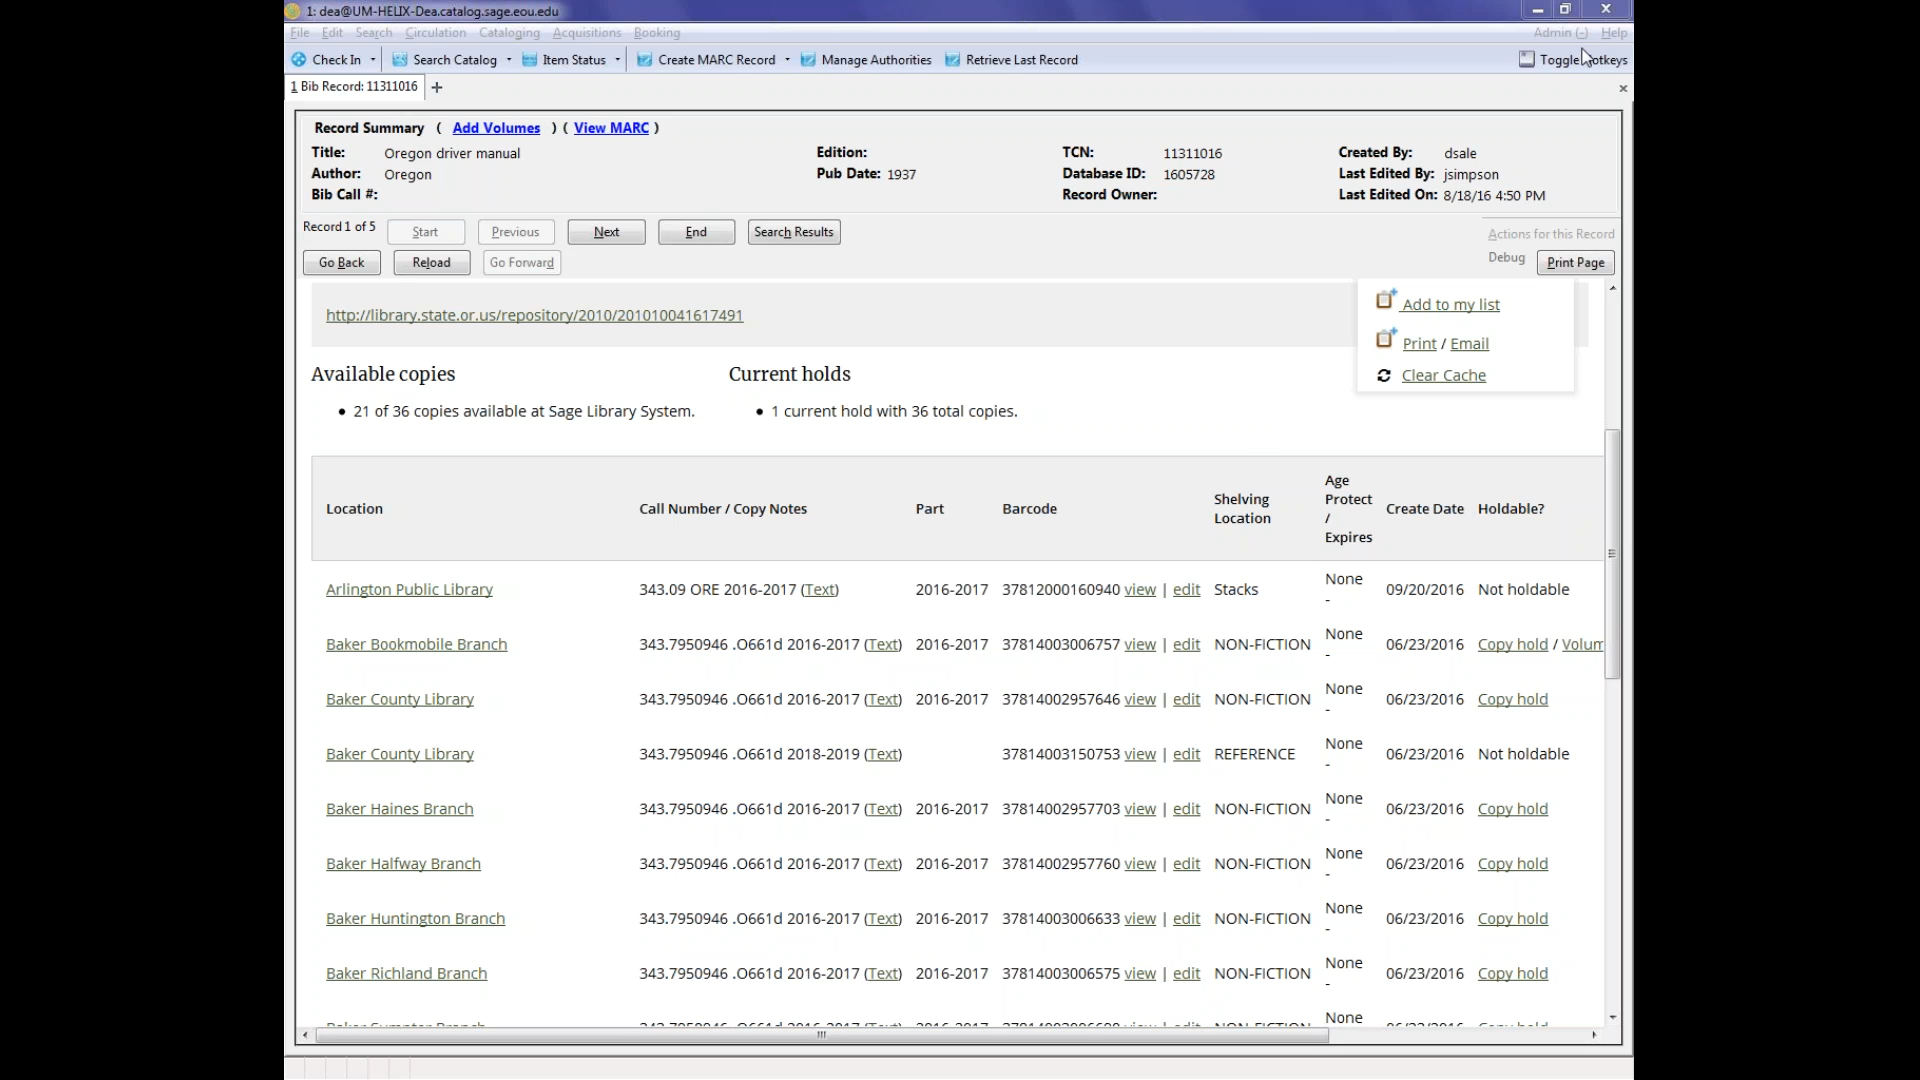 1: dea@UM-HELIX-Dea.catalog.sage.eou.edu
File Edit Search Circulation Cataloging Acquisitions Booking Admin (-) Help
Check In Search Catalog Item Status Create MARC Record Manage Authorities Retrieve Last Record Toggle
1 Bib Record: 11311016 +
Record Summary ( Add Volumes ) ( View MARC )
Title: Oregon driver manual Edition: TCN: 11311016 Created By: dsale
Author: Oregon Pub Date: 1937 Database ID: 1605728 Last Edited By: jsimpson
Bib Call #: Record Owner: Last Edited On: 8/18/16 4:50 PM
Record 1 of 5 Start Previous Next End Search Results Actions for this Record
Go Back Reload Go Forward Debug Print Page
Add to my list
http://library.state.or.us/repository/2010/201010041617491
Print / Email
Clear Cache
Available copies Current holds
• 21 of 36 copies available at Sage Library System. • 1 current hold with 36 total copies.
Location Call Number / Copy Notes Part Barcode Shelving Location Age Protect / Expires Create Date Holdable?
Arlington Public Library 343.09 ORE 2016-2017 (Text) 2016-2017 37812000160940 view | edit Stacks None - 09/20/2016 Not holdable
Baker Bookmobile Branch 343.7950946 .O661d 2016-2017 (Text) 2016-2017 37814003006757 view | edit NON-FICTION None - 06/23/2016 Copy hold / Volum
Baker County Library 343.7950946 .O661d 2016-2017 (Text) 2016-2017 37814002957646 view | edit NON-FICTION None - 06/23/2016 Copy hold
Baker County Library 343.7950946 .O661d 2018-2019 (Text) 37814003150753 view | edit REFERENCE None - 06/23/2016 Not holdable
Baker Haines Branch 343.7950946 .O661d 2016-2017 (Text) 2016-2017 37814002957703 view | edit NON-FICTION None - 06/23/2016 Copy hold
Baker Halfway Branch 343.7950946 .O661d 2016-2017 (Text) 2016-2017 37814002957760 view | edit NON-FICTION None - 06/23/2016 Copy hold
Baker Huntington Branch 343.7950946 .O661d 2016-2017 (Text) 2016-2017 37814003006633 view | edit NON-FICTION None - 06/23/2016 Copy hold
Baker Richland Branch 343.7950946 .O661d 2016-2017 (Text) 2016-2017 37814003006575 view | edit NON-FICTION None - 06/23/2016 Copy hold
None